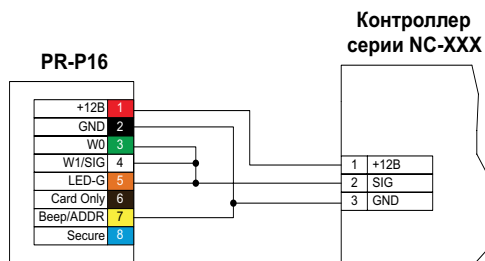 Контроллер
серии NC-XXX
PR-P16
+12В 1
GND 2
W0 3
W1/SIG 4
LED-G 5
Card Only 6
Beep/ADDR 7
Secure 8
1 +12В
2 SIG
3 GND